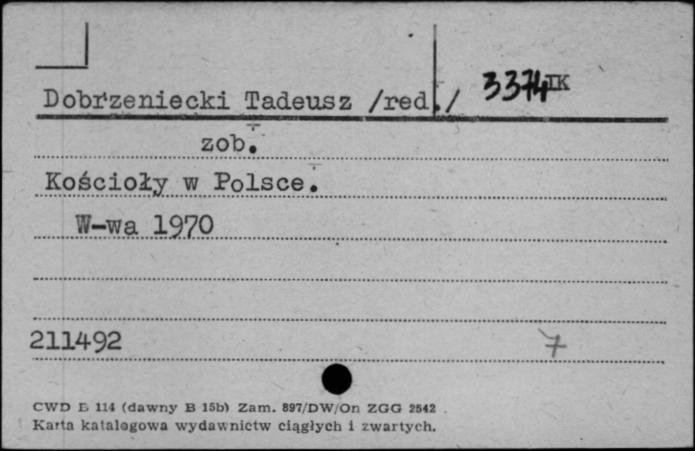 Dobrzeniecki Tadeusz /red./ 3374 IK
zob.
Kościoły w Polsce.
W-wa 1970
211492 7
CWD B 114 (dawny B 15b) Zam. 897/DW/On ZGG 2542
Karta katalogowa wydawnictw ciągłych i zwartych.